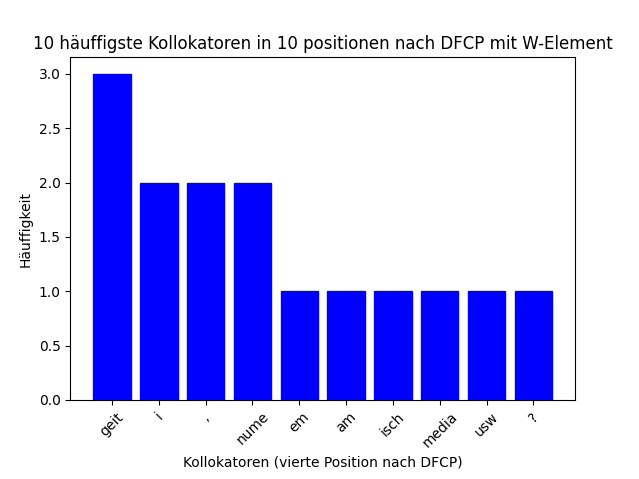 10 häuffigste Kollokatoren in 10 positionen nach DFCP mit W-Element
3.0
2.5
2.0
1.5
1.0
0.5
0.0
Häuffigkeit
geit i , nume em am isch media usw ?
Kollokatoren (vierte Position nach DFCP)